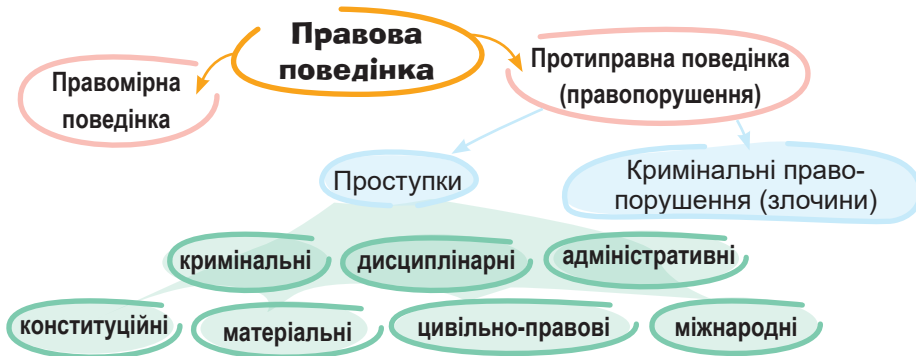 Правова
поведінка
Правомірна
поведінка
Протиправна поведінка
(правопорушення)
Проступки
Кримінальні право-
порушення (злочини)
кримінальні
дисциплінарні
адміністративні
конституційні
матеріальні
цивільно-правові
міжнародні